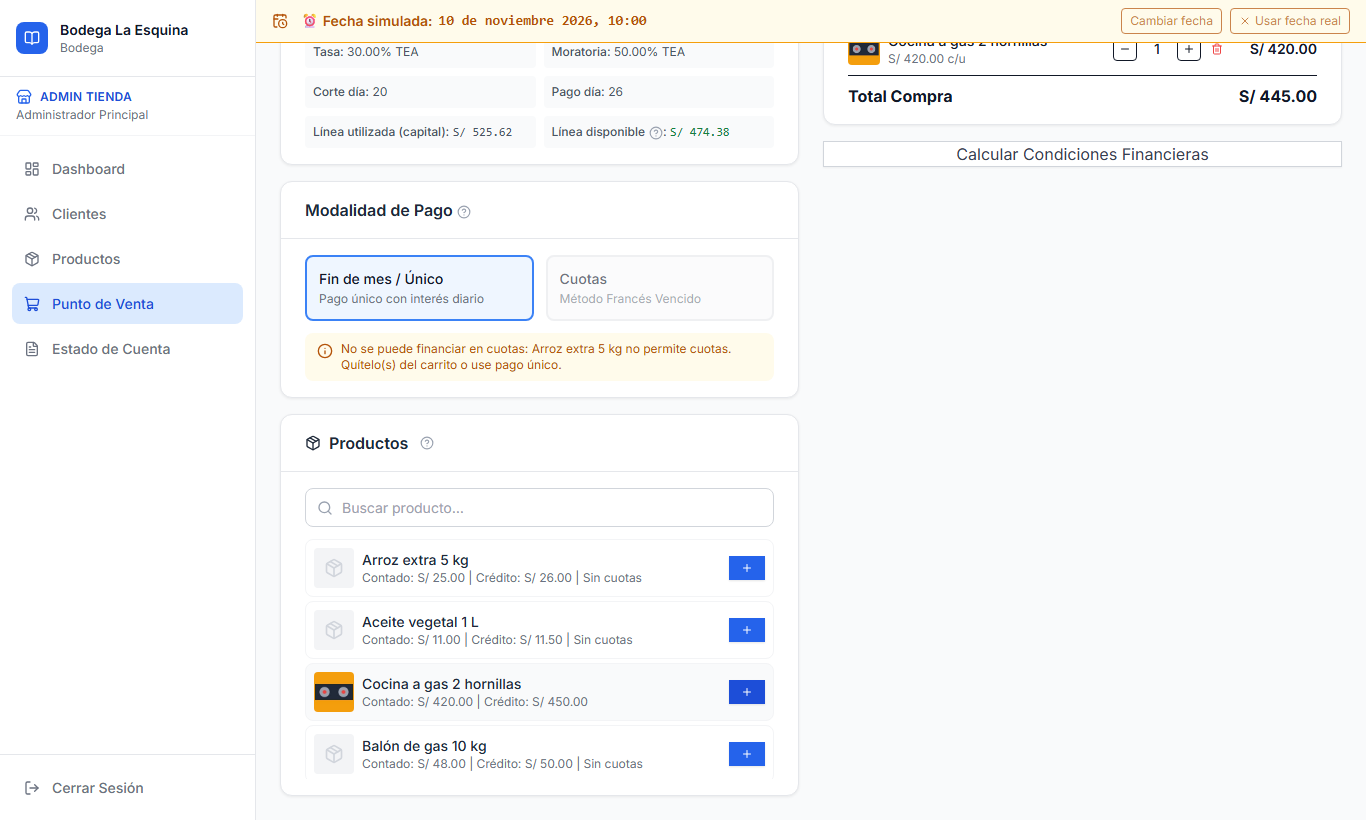 Bodega La Esquina
Bodega
ADMIN TIENDA
Administrador Principal
Dashboard
Clientes
Productos
Punto de Venta
Estado de Cuenta
Cerrar Sesión
⏰ Fecha simulada: 10 de noviembre 2026, 10:00
Cambiar fecha
× Usar fecha real
Tasa: 30.00% TEA
Moratoria: 50.00% TEA
Corte día: 20
Pago día: 26
Línea utilizada (capital): S/ 525.62
Línea disponible ?: S/ 474.38
Modalidad de Pago ?
Fin de mes / Único
Pago único con interés diario
Cuotas
Método Francés Vencido
No se puede financiar en cuotas: Arroz extra 5 kg no permite cuotas.
Quítelo(s) del carrito o use pago único.
Productos ?
Buscar producto...
Arroz extra 5 kg
Contado: S/ 25.00 | Crédito: S/ 26.00 | Sin cuotas
+
Aceite vegetal 1 L
Contado: S/ 11.00 | Crédito: S/ 11.50 | Sin cuotas
+
Cocina a gas 2 hornillas
Contado: S/ 420.00 | Crédito: S/ 450.00
+
Balón de gas 10 kg
Contado: S/ 48.00 | Crédito: S/ 50.00 | Sin cuotas
+
Cocina a gas 2 hornillas
S/ 420.00 c/u
− 1 +
S/ 420.00
Total Compra
S/ 445.00
Calcular Condiciones Financieras